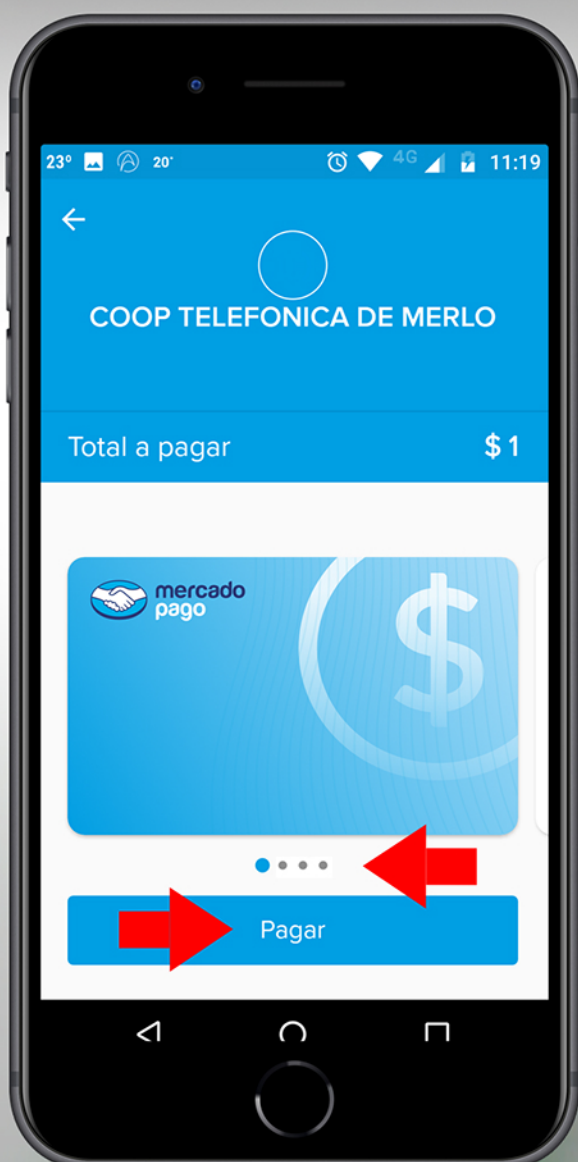 23° 20° 4G 11:19
COOP TELEFONICA DE MERLO
Total a pagar $ 1
mercado
pago
$
Pagar